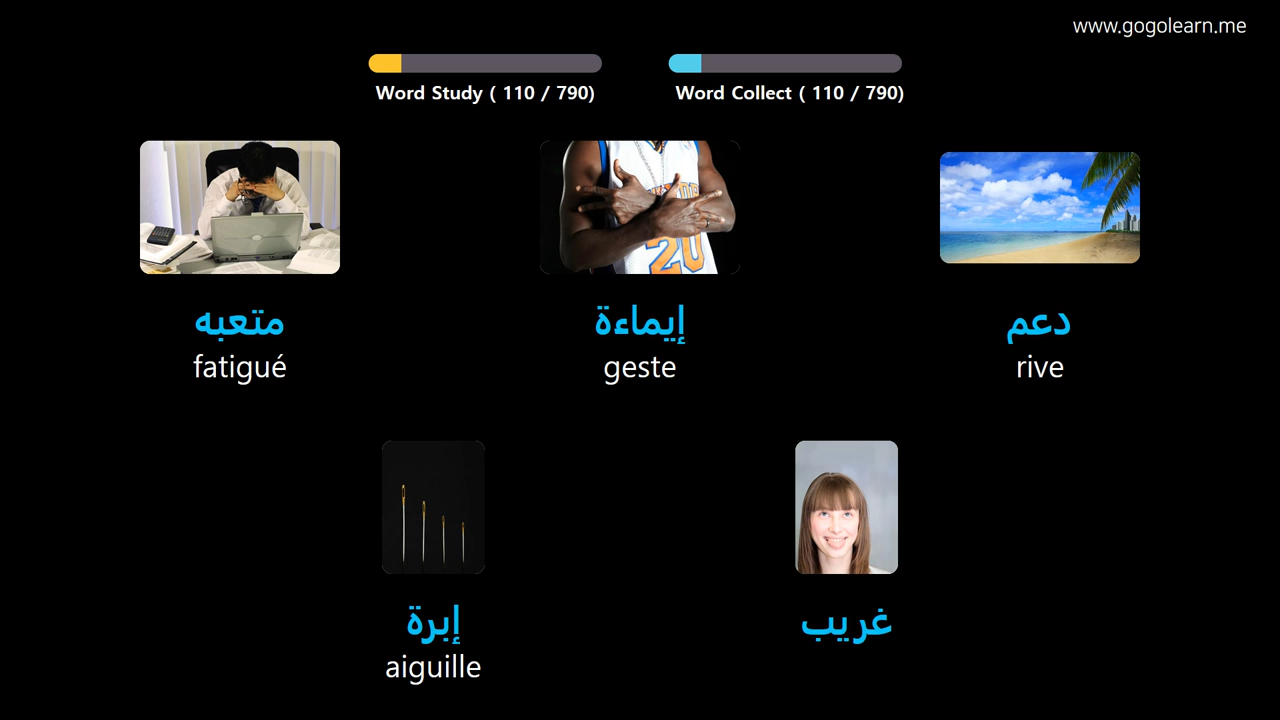 www.gogolearn.me
Word Study ( 110 / 790)
Word Collect ( 110 / 790)
متعبه
fatigué
إيماءة
geste
دعم
rive
إبرة
aiguille
غريب